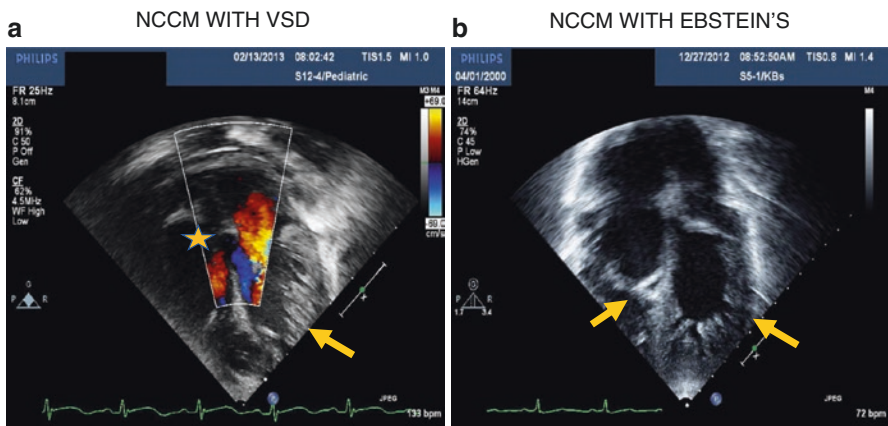 a
NCCM WITH VSD
PHILIPS
02/13/2013 08:02:42 TIS1.5 MI 1.0
S12-4/Pediatric
FR 25Hz
8.1cm
2D
91%
C 50
P Off
Gen
CF
62%
4.5MHz
WF High
Low
M3 M4
+69.0
-69.0
cm/s
G
P R
JPEG
133 bpm
b
NCCM WITH EBSTEIN'S
PHILIPS
12/27/2012 08:52:50AM TIS0.8 MI 1.4
04/01/2000
S5-1/KBs
FR 64Hz
14cm
2D
74%
C 45
P Low
HGen
M4
G
P R
1.7 3.4
JPEG
72 bpm